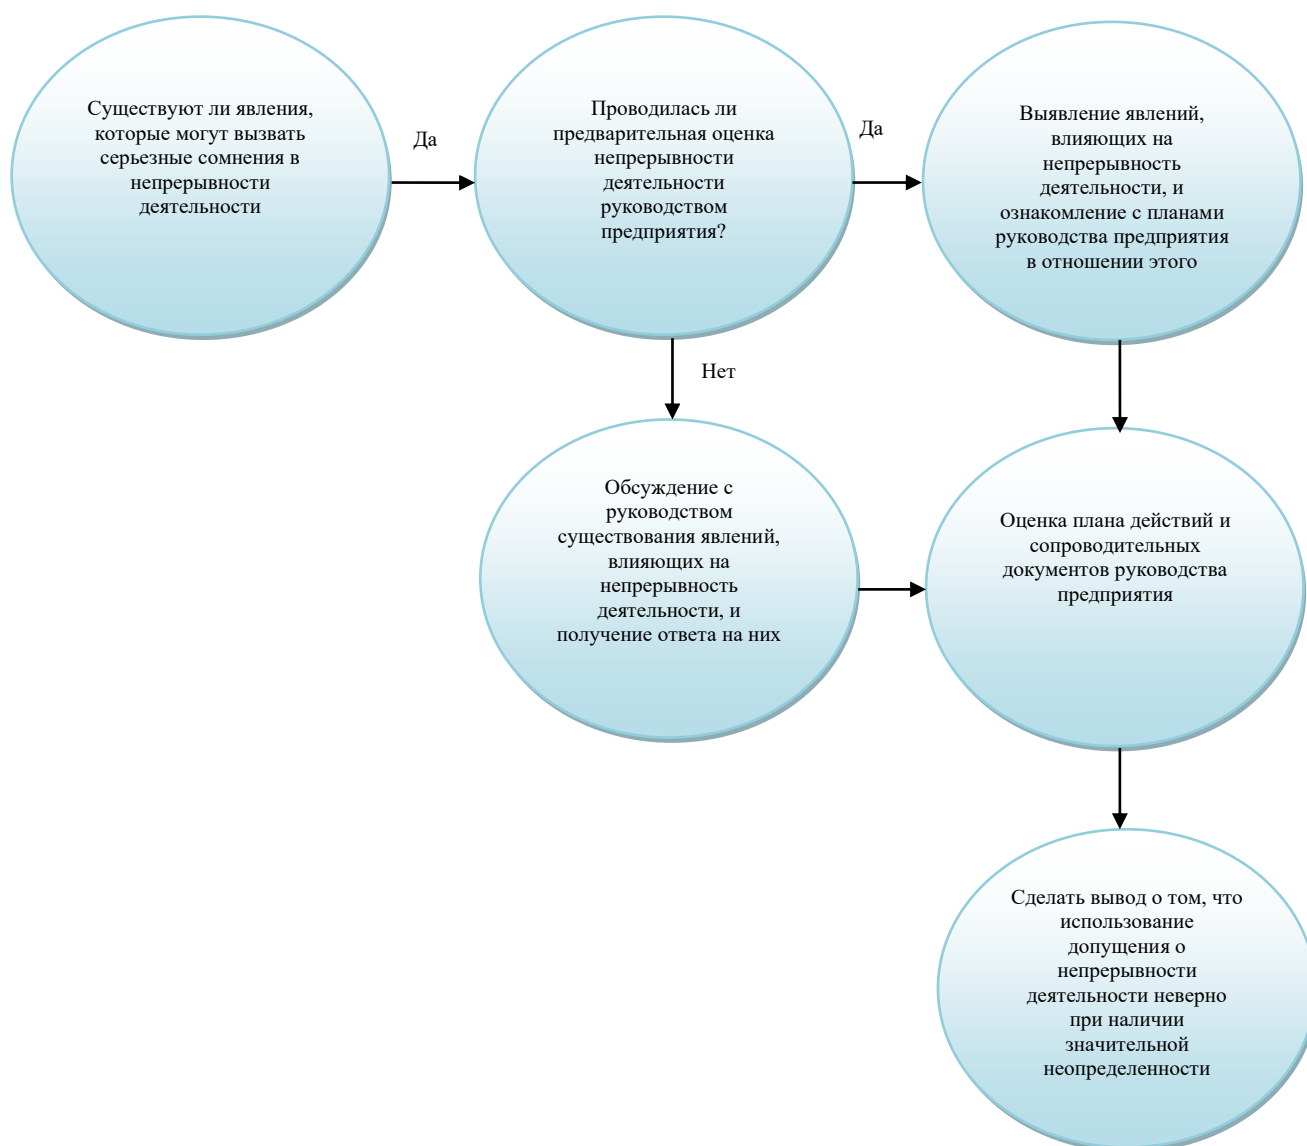 Существуют ли явления,
которые могут вызвать
серьезные сомнения в
непрерывности
деятельности
Да
Проводилась ли
предварительная оценка
непрерывности
деятельности
руководством
предприятия?
Да
Выявление явлений,
влияющих на
непрерывность
деятельности, и
ознакомление с планами
руководства предприятия
в отношении этого
Нет
Обсуждение с
руководством
существования явлений,
влияющих на
непрерывность
деятельности, и
получение ответа на них
Оценка плана действий и
сопроводительных
документов руководства
предприятия
Сделать вывод о том, что
использование
допущения о
непрерывности
деятельности неверно
при наличии
значительной
неопределенности